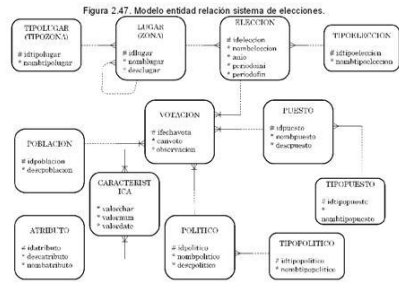 Figura 2.47. Modelo entidad relación sistema de elecciones.
TIPOLUGAR
(TIPOZONA)
# idtipolugar
* nombtipolugar
LUGAR
(ZONA)
# idlugar
* nomblugar
* desclugar
ELECCION
# ideleccion
* nombeleccion
* anio
* periodoini
* periodofin
TIPOELECCION
# idtipoeleccion
* nombtipoeleccion
VOTACION
* ifechavota
* canvoto
* observacion
PUESTO
# idpuesto
* nombpuesto
* descpuesto
POBLACION
# idpoblacion
* descpoblacion
CARACTERIST
ICA
* valorchar
* valornum
* valordate
TIPOPUESTO
# idtipopuesto
*
nombtipopuesto
ATRIBUTO
# idatributo
* descatributo
* nombatributo
POLITICO
# idpolitico
* nombpolitico
* descpolitico
TIPOPOLITICO
# idtipopolitico
* nombtipopolitico